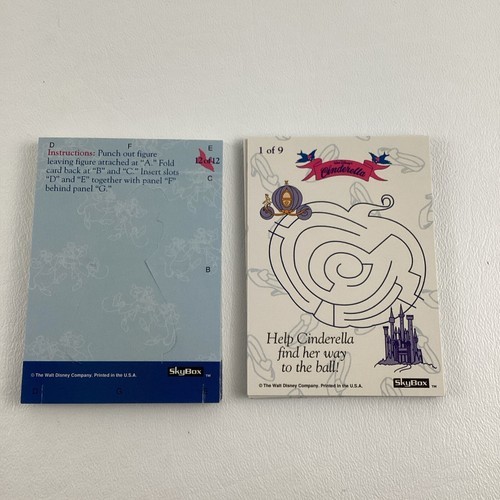 D F E
Instructions: Punch out figure
leaving figure attached at "A." Fold
card back at "B" and "C." Insert slots
"D" and "E" together with panel "F"
behind panel "G."
12 of 12
C
B
© The Walt Disney Company. Printed in the U.S.A.
SkyBox™
1 of 9
Cinderella
Help Cinderella
find her way
to the ball!
© The Walt Disney Company. Printed in the U.S.A.
SkyBox™